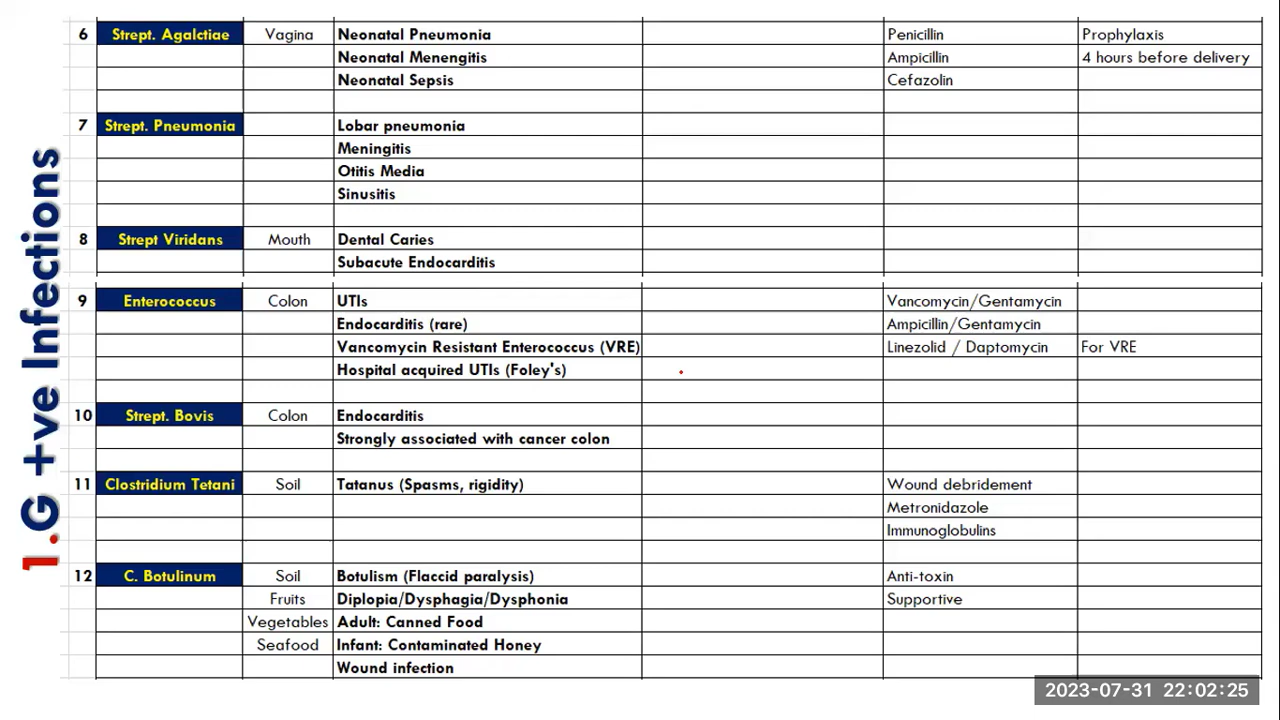 1.G +ve Infections
6 Strept. Agalctiae Vagina Neonatal Pneumonia Penicillin Prophylaxis
Neonatal Menengitis Ampicillin 4 hours before delivery
Neonatal Sepsis Cefazolin
7 Strept. Pneumonia Lobar pneumonia
Meningitis
Otitis Media
Sinusitis
8 Strept Viridans Mouth Dental Caries
Subacute Endocarditis
9 Enterococcus Colon UTIs Vancomycin/Gentamycin
Endocarditis (rare) Ampicillin/Gentamycin
Vancomycin Resistant Enterococcus (VRE) Linezolid / Daptomycin For VRE
Hospital acquired UTIs (Foley's)
10 Strept. Bovis Colon Endocarditis
Strongly associated with cancer colon
11 Clostridium Tetani Soil Tatanus (Spasms, rigidity) Wound debridement
Metronidazole
Immunoglobulins
12 C. Botulinum Soil Botulism (Flaccid paralysis) Anti-toxin
Fruits Diplopia/Dysphagia/Dysphonia Supportive
Vegetables Adult: Canned Food
Seafood Infant: Contaminated Honey
Wound infection
2023-07-31 22:02:25